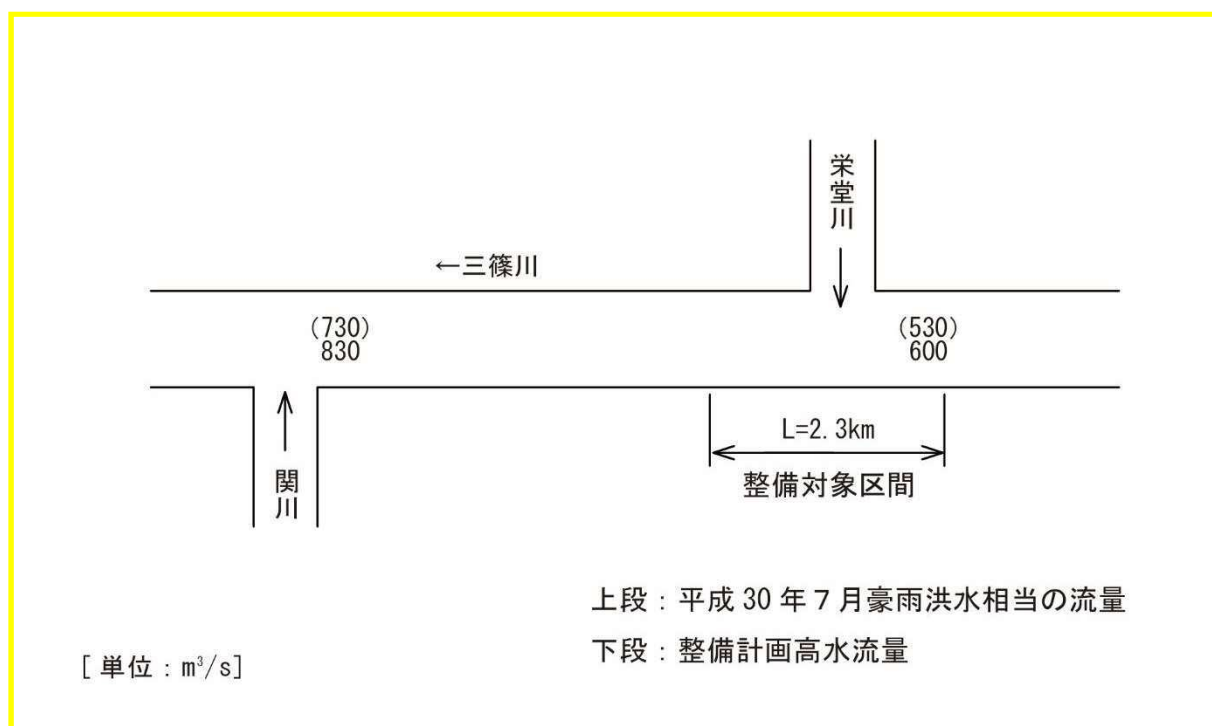 栄堂川
↓
←三篠川
(730)
830
(530)
600
↑
関川
L=2.3km
整備対象区間
上段：平成30年７月豪雨洪水相当の流量
下段：整備計画高水流量
[単位：m³/s]